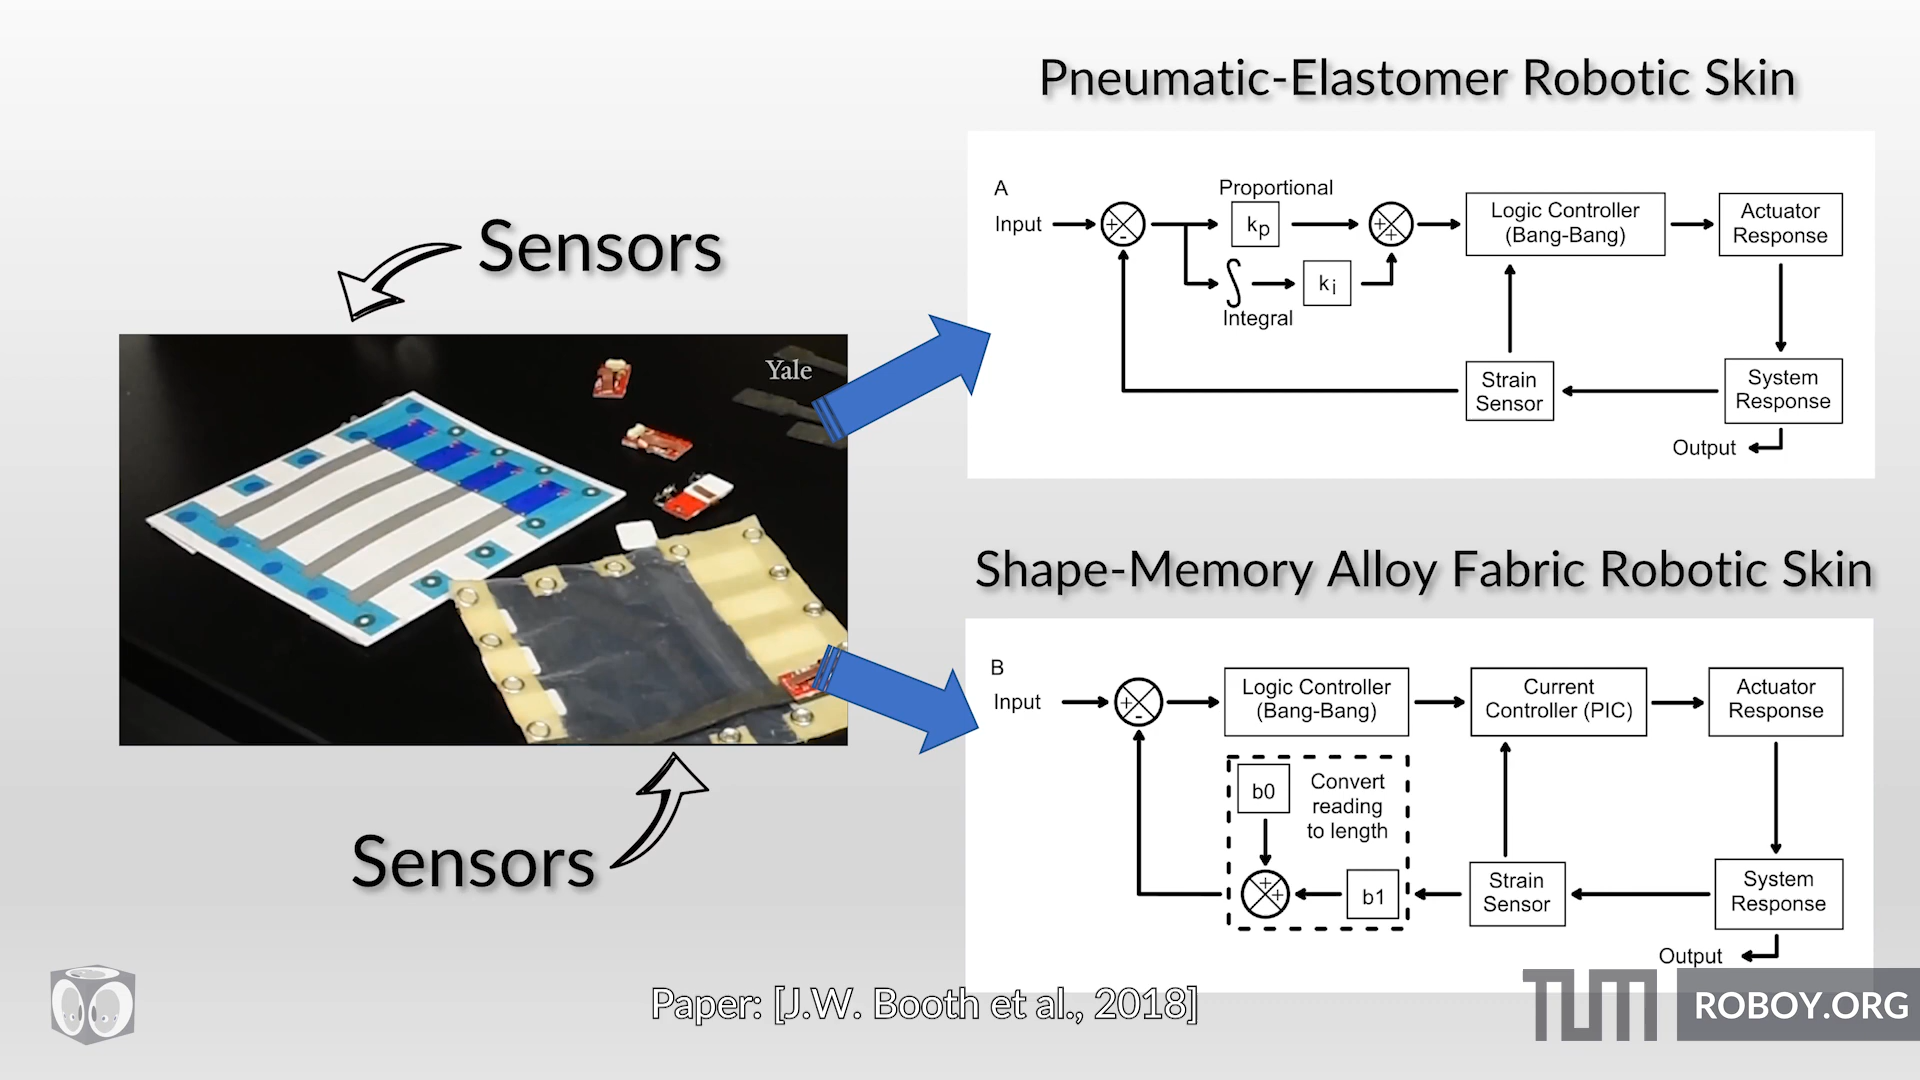 Pneumatic-Elastomer Robotic Skin
A
Proportional
Input
+
-
kp
+
+
Logic Controller
(Bang-Bang)
Actuator
Response
∫
ki
Integral
Strain
Sensor
System
Response
Output
Sensors
Yale
Sensors
Shape-Memory Alloy Fabric Robotic Skin
B
Input
+
-
Logic Controller
(Bang-Bang)
Current
Controller (PIC)
Actuator
Response
b0
Convert
reading
to length
+
+
b1
Strain
Sensor
System
Response
Output
Paper: [J.W. Booth et al., 2018]
TUM
ROBOY.ORG